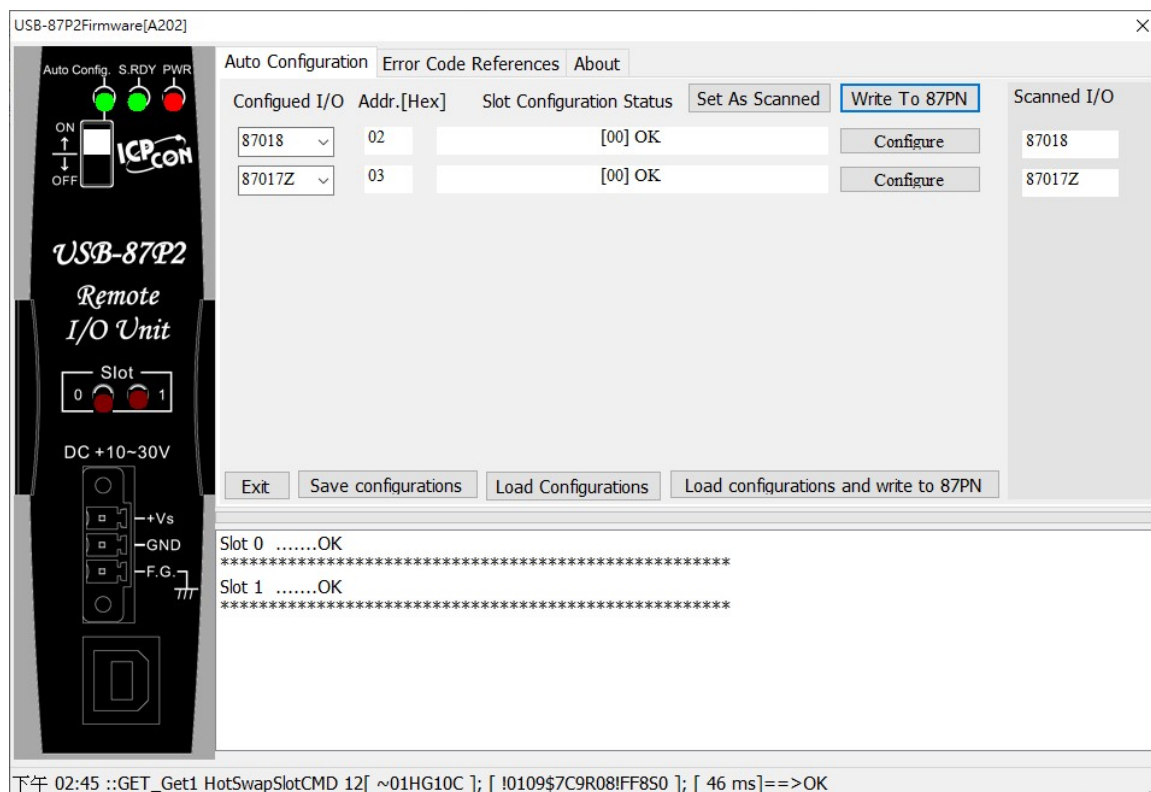 USB-87P2Firmware[A202]
Auto Config. S.RDY PWR
ON
OFF
ICP CON
USB-87P2
Remote
I/O Unit
Slot
0 1
DC +10~30V
+Vs
GND
F.G.
Auto Configuration Error Code References About
Configued I/O Addr.[Hex] Slot Configuration Status Set As Scanned Write To 87PN Scanned I/O
87018 02 [00] OK Configure 87018
87017Z 03 [00] OK Configure 87017Z
Exit Save configurations Load Configurations Load configurations and write to 87PN
Slot 0 .......OK
*****************************************************
Slot 1 .......OK
*****************************************************
下午 02:45 ::GET_Get1 HotSwapSlotCMD 12[ ~01HG10C ]; [ !0109$7C9R08!FF8S0 ]; [ 46 ms]==>OK